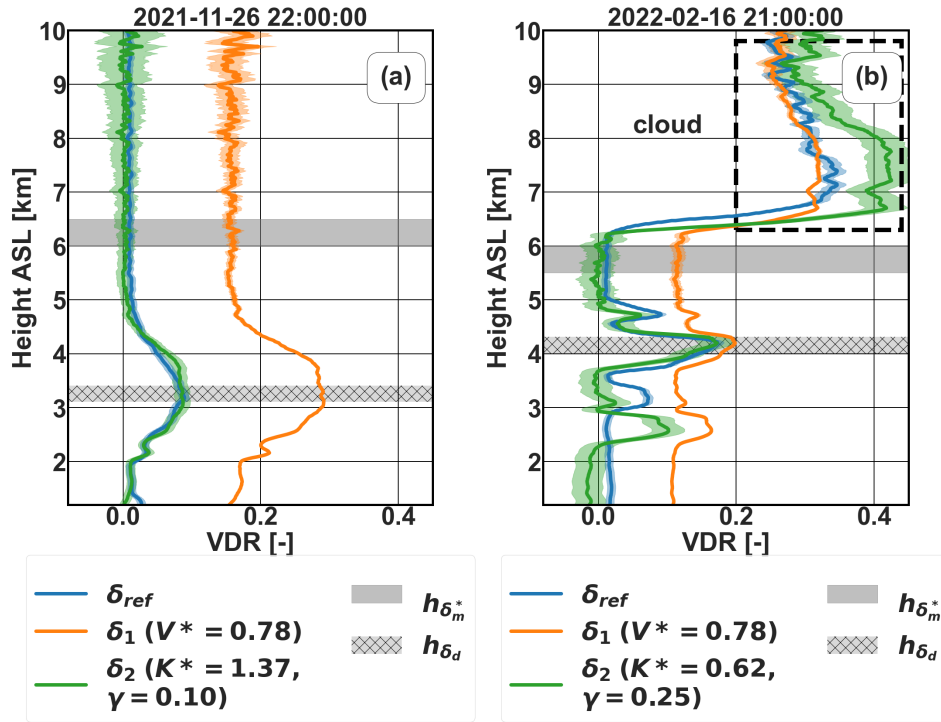 2021-11-26 22:00:00
(a)
10
9
8
7
6
5
4
3
2
Height ASL [km]
0.0 0.2 0.4
VDR [-]
2022-02-16 21:00:00
(b)
cloud
10
9
8
7
6
5
4
3
2
Height ASL [km]
0.0 0.2 0.4
VDR [-]
δref
δ1 (V* = 0.78)
δ2 (K* = 1.37,
γ = 0.10)
hδ*m
hδd
δref
δ1 (V* = 0.78)
δ2 (K* = 0.62,
γ = 0.25)
hδ*m
hδd